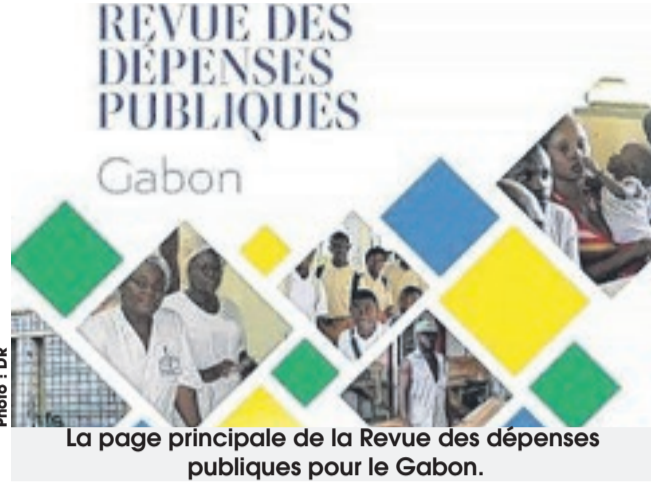 REVUE DES
DÉPENSES
PUBLIQUES
Gabon
Photo : DR
La page principale de la Revue des dépenses
publiques pour le Gabon.